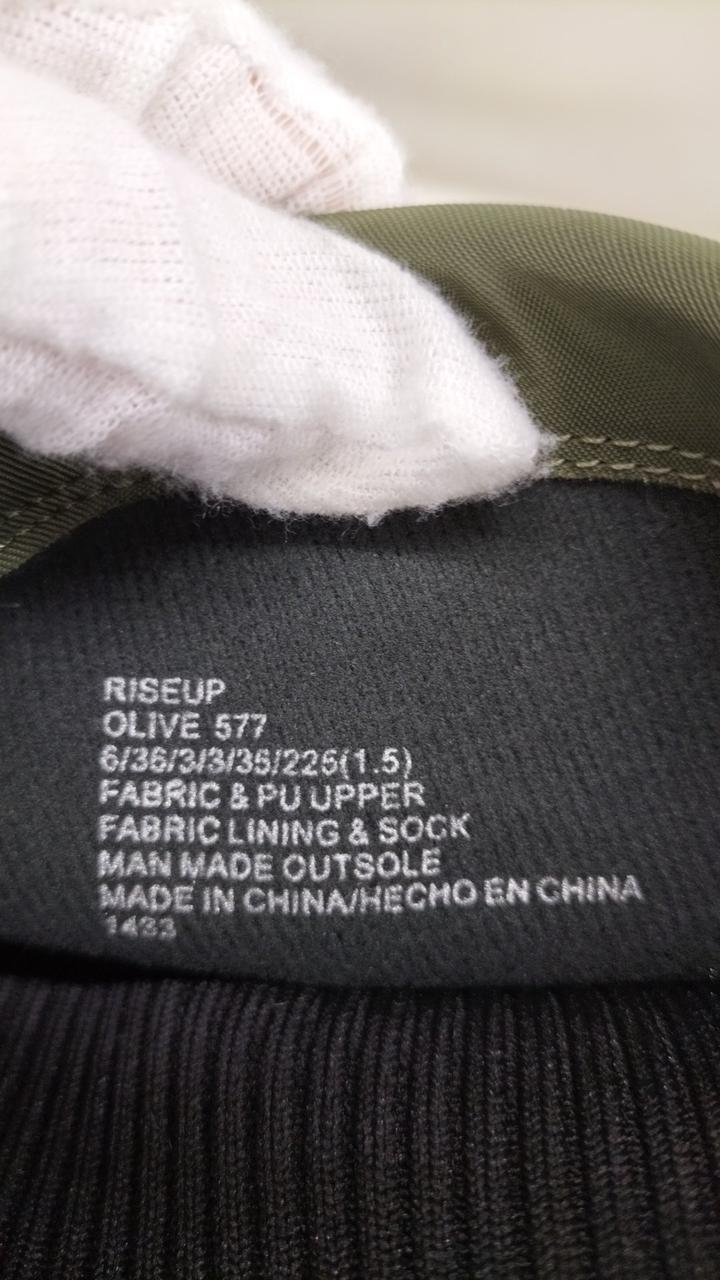 RISEUP
OLIVE 577
6/36/3/3/35/225(1.5)
FABRIC & PU UPPER
FABRIC LINING & SOCK
MAN MADE OUTSOLE
MADE IN CHINA/HECHO EN CHINA
1433